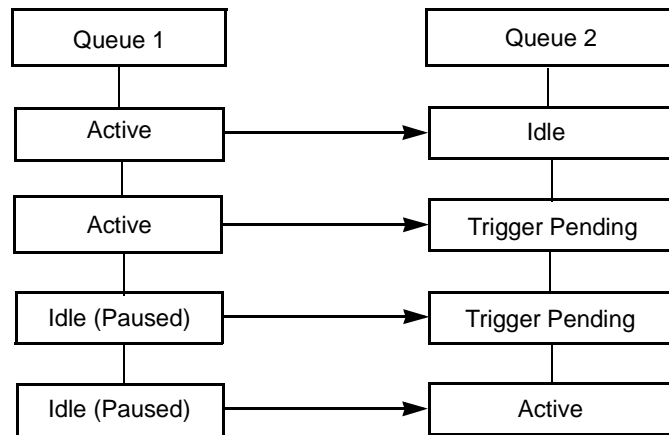 Queue 1
Queue 2
Active
Idle
Active
Trigger Pending
Idle (Paused)
Trigger Pending
Idle (Paused)
Active